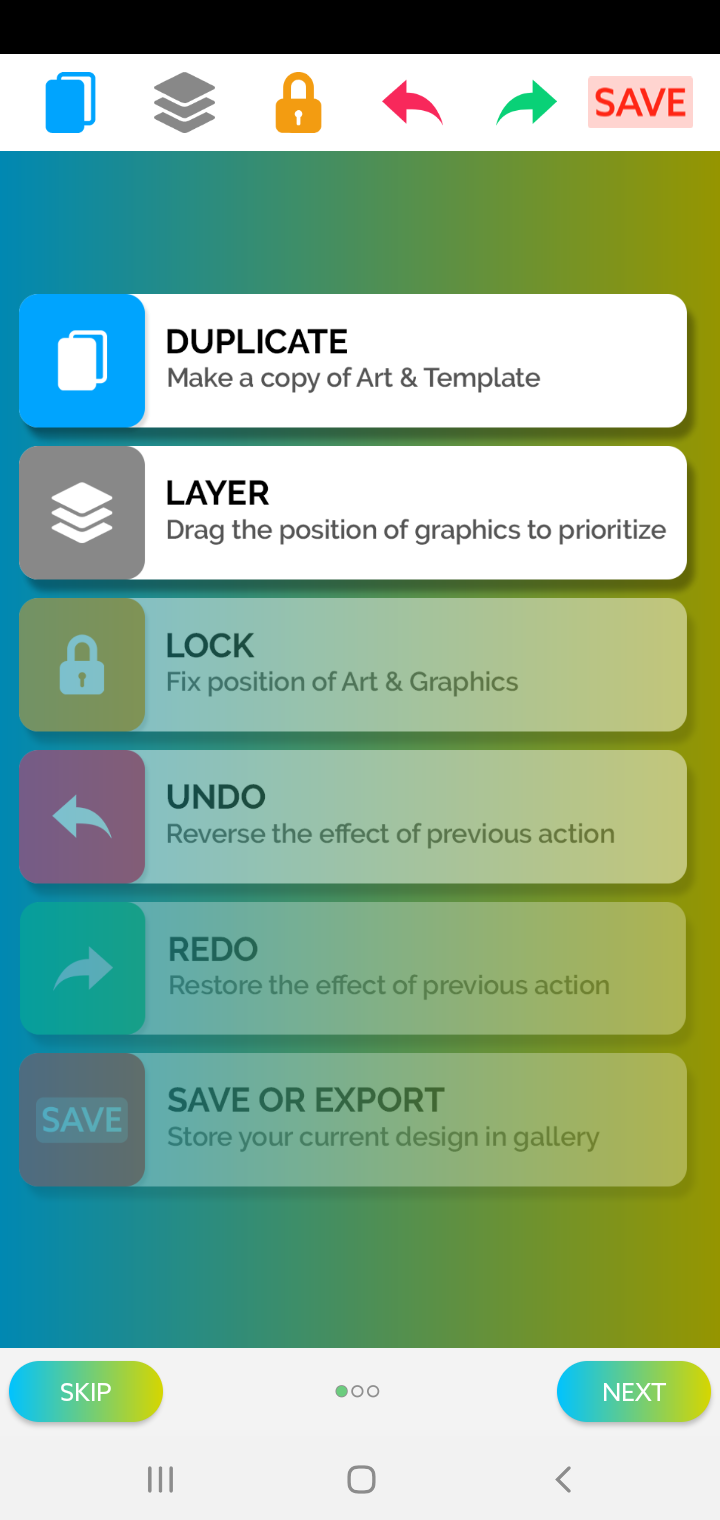 SAVE
DUPLICATE
Make a copy of Art & Template
LAYER
Drag the position of graphics to prioritize
LOCK
Fix position of Art & Graphics
UNDO
Reverse the effect of previous action
REDO
Restore the effect of previous action
SAVE
SAVE OR EXPORT
Store your current design in gallery
SKIP
NEXT